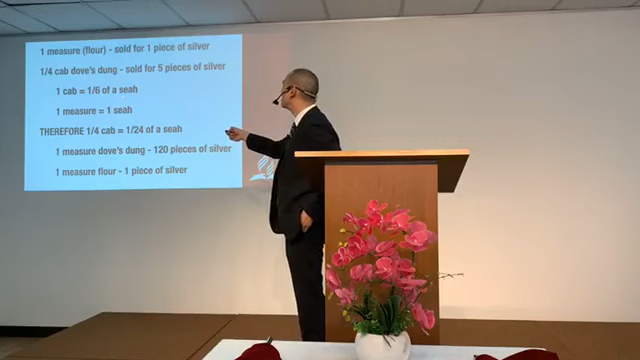 1 measure (flour) - sold for 1 piece of silver
1/4 cab dove's dung - sold for 5 pieces of silver
1 cab = 1/6 of a seah
1 measure = 1 seah
THEREFORE 1/4 cab = 1/24 of a seah
1 measure dove's dung - 120 pieces of silver
1 measure flour - 1 piece of silver